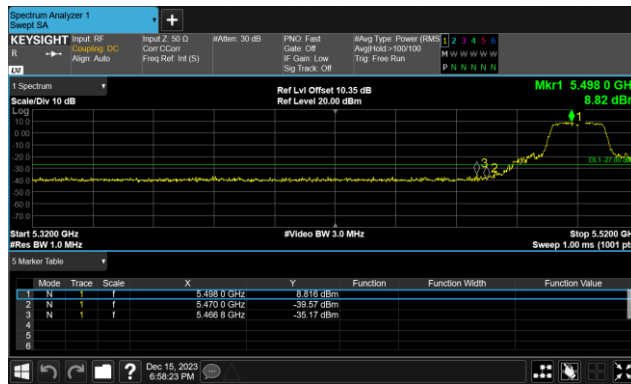 Spectrum Analyzer 1
Swept SA
+
KEYSIGHT Input: RF Input Z: 50 Ω #Atten: 30 dB PNO: Fast #Avg Type: Power (RMS 1 2 3 4 5 6
R Coupling: DC Corr CCorr Gate: Off Avg|Hold:>100/100 M W W W W W
Align: Auto Freq Ref: Int (S) IF Gain: Low Trig: Free Run
Sig Track: Off P N N N N N
LXI
1 Spectrum Ref Lvl Offset 10.35 dB Mkr1 5.498 0 GH
Scale/Div 10 dB Ref Level 20.00 dBm 8.82 dBr
Log
10.0
0.00
-10.0
-20.0
-30.0
-40.0
-50.0
-60.0
-70.0
1
3
2
DL1 -27.00 dB
Start 5.3200 GHz #Video BW 3.0 MHz Stop 5.5200 G
#Res BW 1.0 MHz Sweep 1.00 ms (1001 pt
5 Marker Table
Mode Trace Scale X Y Function Function Width Function Value
1 N 1 f 5.498 0 GHz 8.816 dBm
2 N 1 f 5.470 0 GHz -39.57 dBm
3 N 1 f 5.466 8 GHz -35.17 dBm
4
5
6
? Dec 15, 2023
6:58:23 PM